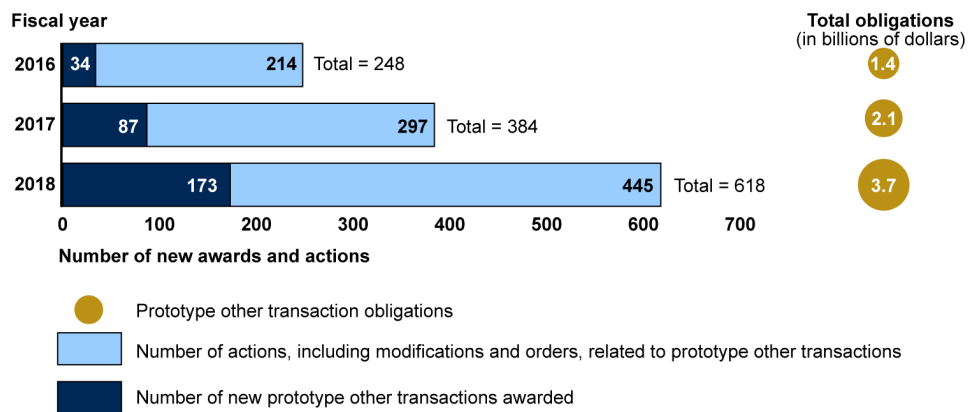 Fiscal year
Total obligations
(in billions of dollars)
2016 34 214 Total = 248 1.4
2017 87 297 Total = 384 2.1
2018 173 445 Total = 618 3.7
0 100 200 300 400 500 600 700
Number of new awards and actions
Prototype other transaction obligations
Number of actions, including modifications and orders, related to prototype other transactions
Number of new prototype other transactions awarded